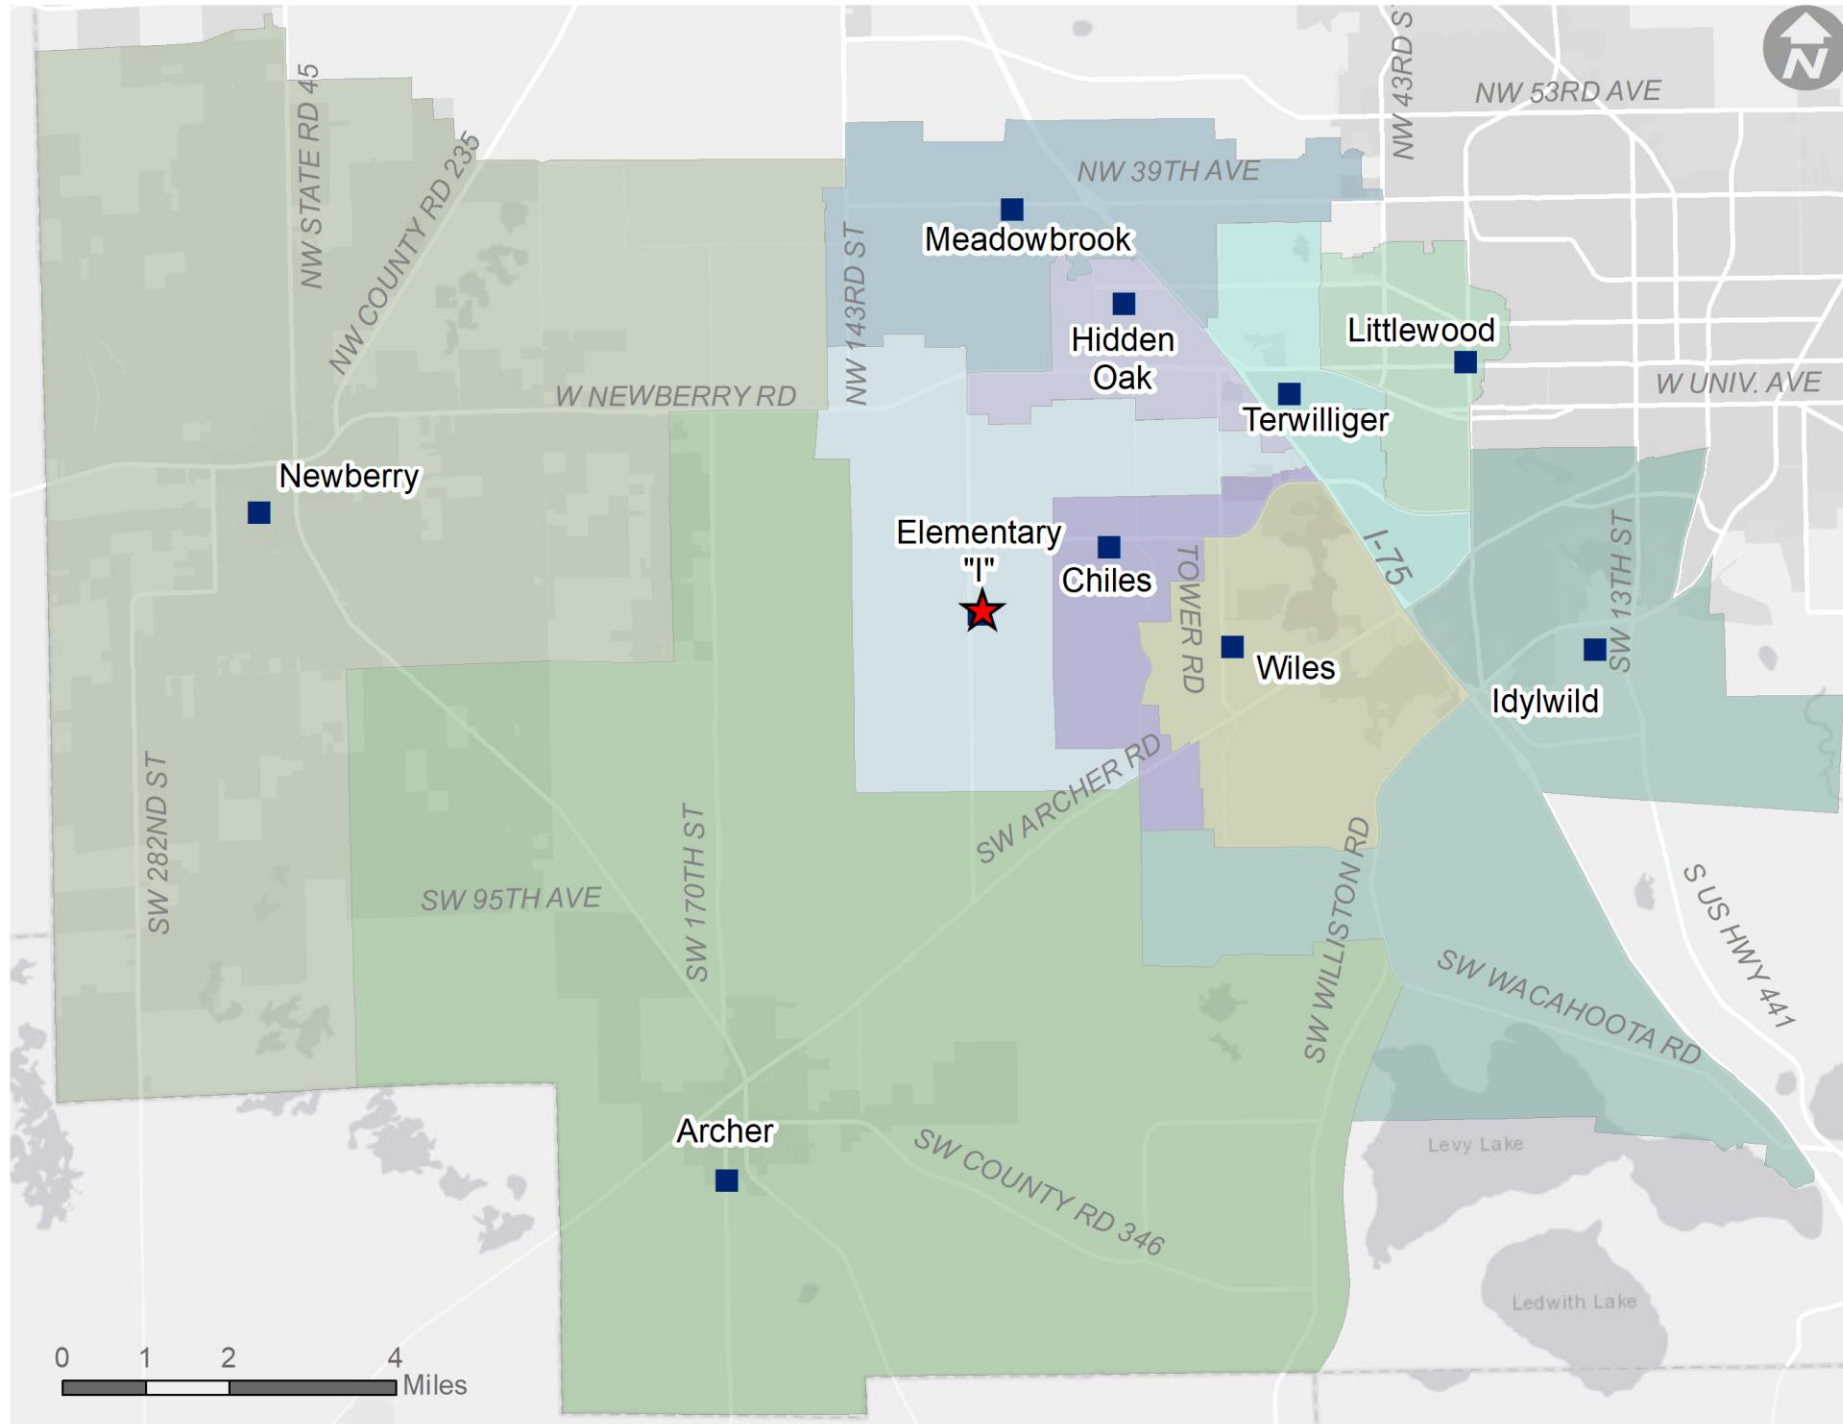 N
NW 43RD ST
NW 53RD AVE
NW STATE RD 45
NW COUNTY RD 235
NW 39TH AVE
Meadowbrook
NW 143RD ST
Hidden
Oak
Littlewood
W NEWBERRY RD
W UNIV. AVE
Terwilliger
Newberry
Elementary
"I"
Chiles
TOWER RD
I-75
SW 13TH ST
Wiles
Idylwild
SW 282ND ST
SW 170TH ST
SW ARCHER RD
SW 95TH AVE
SW WILLISTON RD
S US HWY 441
SW WACAHOOTA RD
Archer
SW COUNTY RD 346
Levy Lake
Ledwith Lake
0 1 2 4
Miles